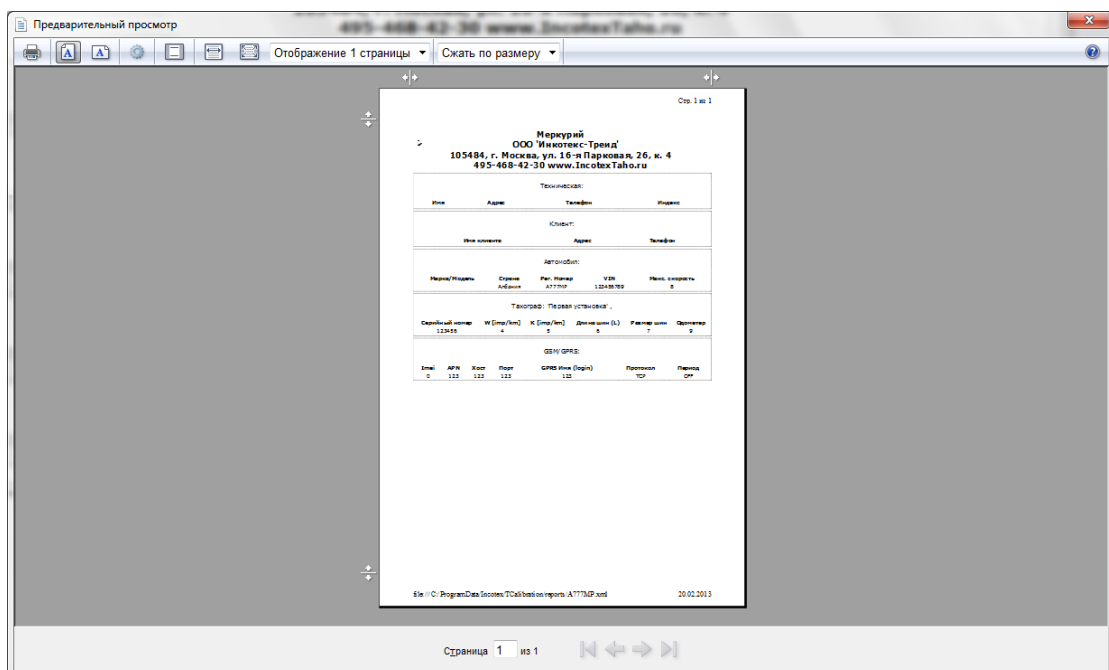 Предварительный просмотр
495-468-42-30 www.IncotexTaho.ru
Отображение 1 страницы
Сжать по размеру
Стр. 1 из 1
Меркурий
ООО 'Инкотекс-Тренд'
105484, г. Москва, ул. 16-я Парковая, 26, к. 4
495-468-42-30 www.IncotexTaho.ru
Техническая:
Имя Адрес Телефон Индекс
Клиент:
Имя клиента Адрес Телефон
Автомобил:
Марка/Модель Страна Рег. Номер VIN Макс. скорость
Албания A777MP 123456789 8
Тахограф: 'Первая установка' ,
Серийный номер W [imp/km] K [imp/km] Длина шин (L) Размер шин Одометер
123456 4 5 6 7 9
GSM/GPRS:
Imei APN Хост Порт GPRS Имя (login) Протокол Период
0 123 123 123 123 TCP OFF
file:///C:/ProgramData/Incotex/TCalibration/reports/A777MP.xml 20.02.2013
Страница 1 из 1